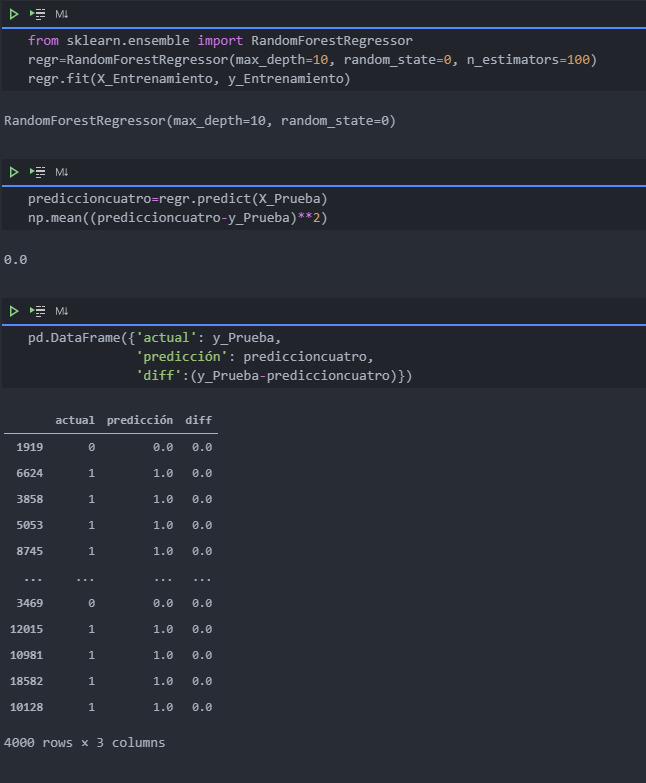 M↓
from sklearn.ensemble import RandomForestRegressor
regr=RandomForestRegressor(max_depth=10, random_state=0, n_estimators=100)
regr.fit(X_Entrenamiento, y_Entrenamiento)
RandomForestRegressor(max_depth=10, random_state=0)
M↓
prediccioncuatro=regr.predict(X_Prueba)
np.mean((prediccioncuatro-y_Prueba)**2)
0.0
M↓
pd.DataFrame({'actual': y_Prueba,
'predicción': prediccioncuatro,
'diff':(y_Prueba-prediccioncuatro)})
actual predicción diff
1919 0 0.0 0.0
6624 1 1.0 0.0
3858 1 1.0 0.0
5053 1 1.0 0.0
8745 1 1.0 0.0
... ... ... ...
3469 0 0.0 0.0
12015 1 1.0 0.0
10981 1 1.0 0.0
18582 1 1.0 0.0
10128 1 1.0 0.0
4000 rows × 3 columns